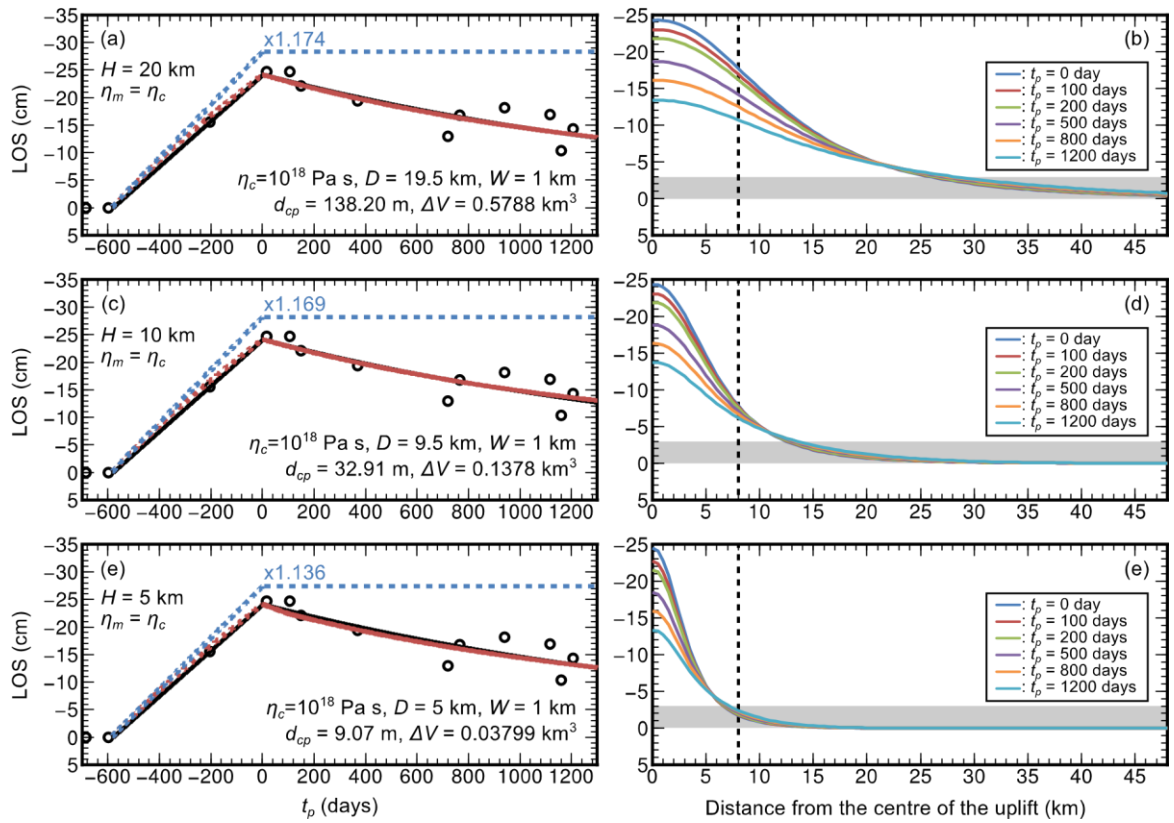 (a)
H = 20 km
ηm = ηc
x1.174
ηc=10^18 Pa s, D = 19.5 km, W = 1 km
dcp = 138.20 m, ΔV = 0.5788 km^3
LOS (cm)
−35
−30
−25
−20
−15
−10
−5
0
5
−600 −400 −200 0 200 400 600 800 1000 1200
(b)
: tp = 0 day
: tp = 100 days
: tp = 200 days
: tp = 500 days
: tp = 800 days
: tp = 1200 days
−25
−20
−15
−10
−5
0
5
0 5 10 15 20 25 30 35 40 45
(c)
H = 10 km
ηm = ηc
x1.169
ηc=10^18 Pa s, D = 9.5 km, W = 1 km
dcp = 32.91 m, ΔV = 0.1378 km^3
LOS (cm)
−35
−30
−25
−20
−15
−10
−5
0
5
−600 −400 −200 0 200 400 600 800 1000 1200
(d)
: tp = 0 day
: tp = 100 days
: tp = 200 days
: tp = 500 days
: tp = 800 days
: tp = 1200 days
−25
−20
−15
−10
−5
0
5
0 5 10 15 20 25 30 35 40 45
(e)
H = 5 km
ηm = ηc
x1.136
ηc=10^18 Pa s, D = 5 km, W = 1 km
dcp = 9.07 m, ΔV = 0.03799 km^3
LOS (cm)
−35
−30
−25
−20
−15
−10
−5
0
5
−600 −400 −200 0 200 400 600 800 1000 1200
tp (days)
(e)
: tp = 0 day
: tp = 100 days
: tp = 200 days
: tp = 500 days
: tp = 800 days
: tp = 1200 days
−25
−20
−15
−10
−5
0
5
0 5 10 15 20 25 30 35 40 45
Distance from the centre of the uplift (km)